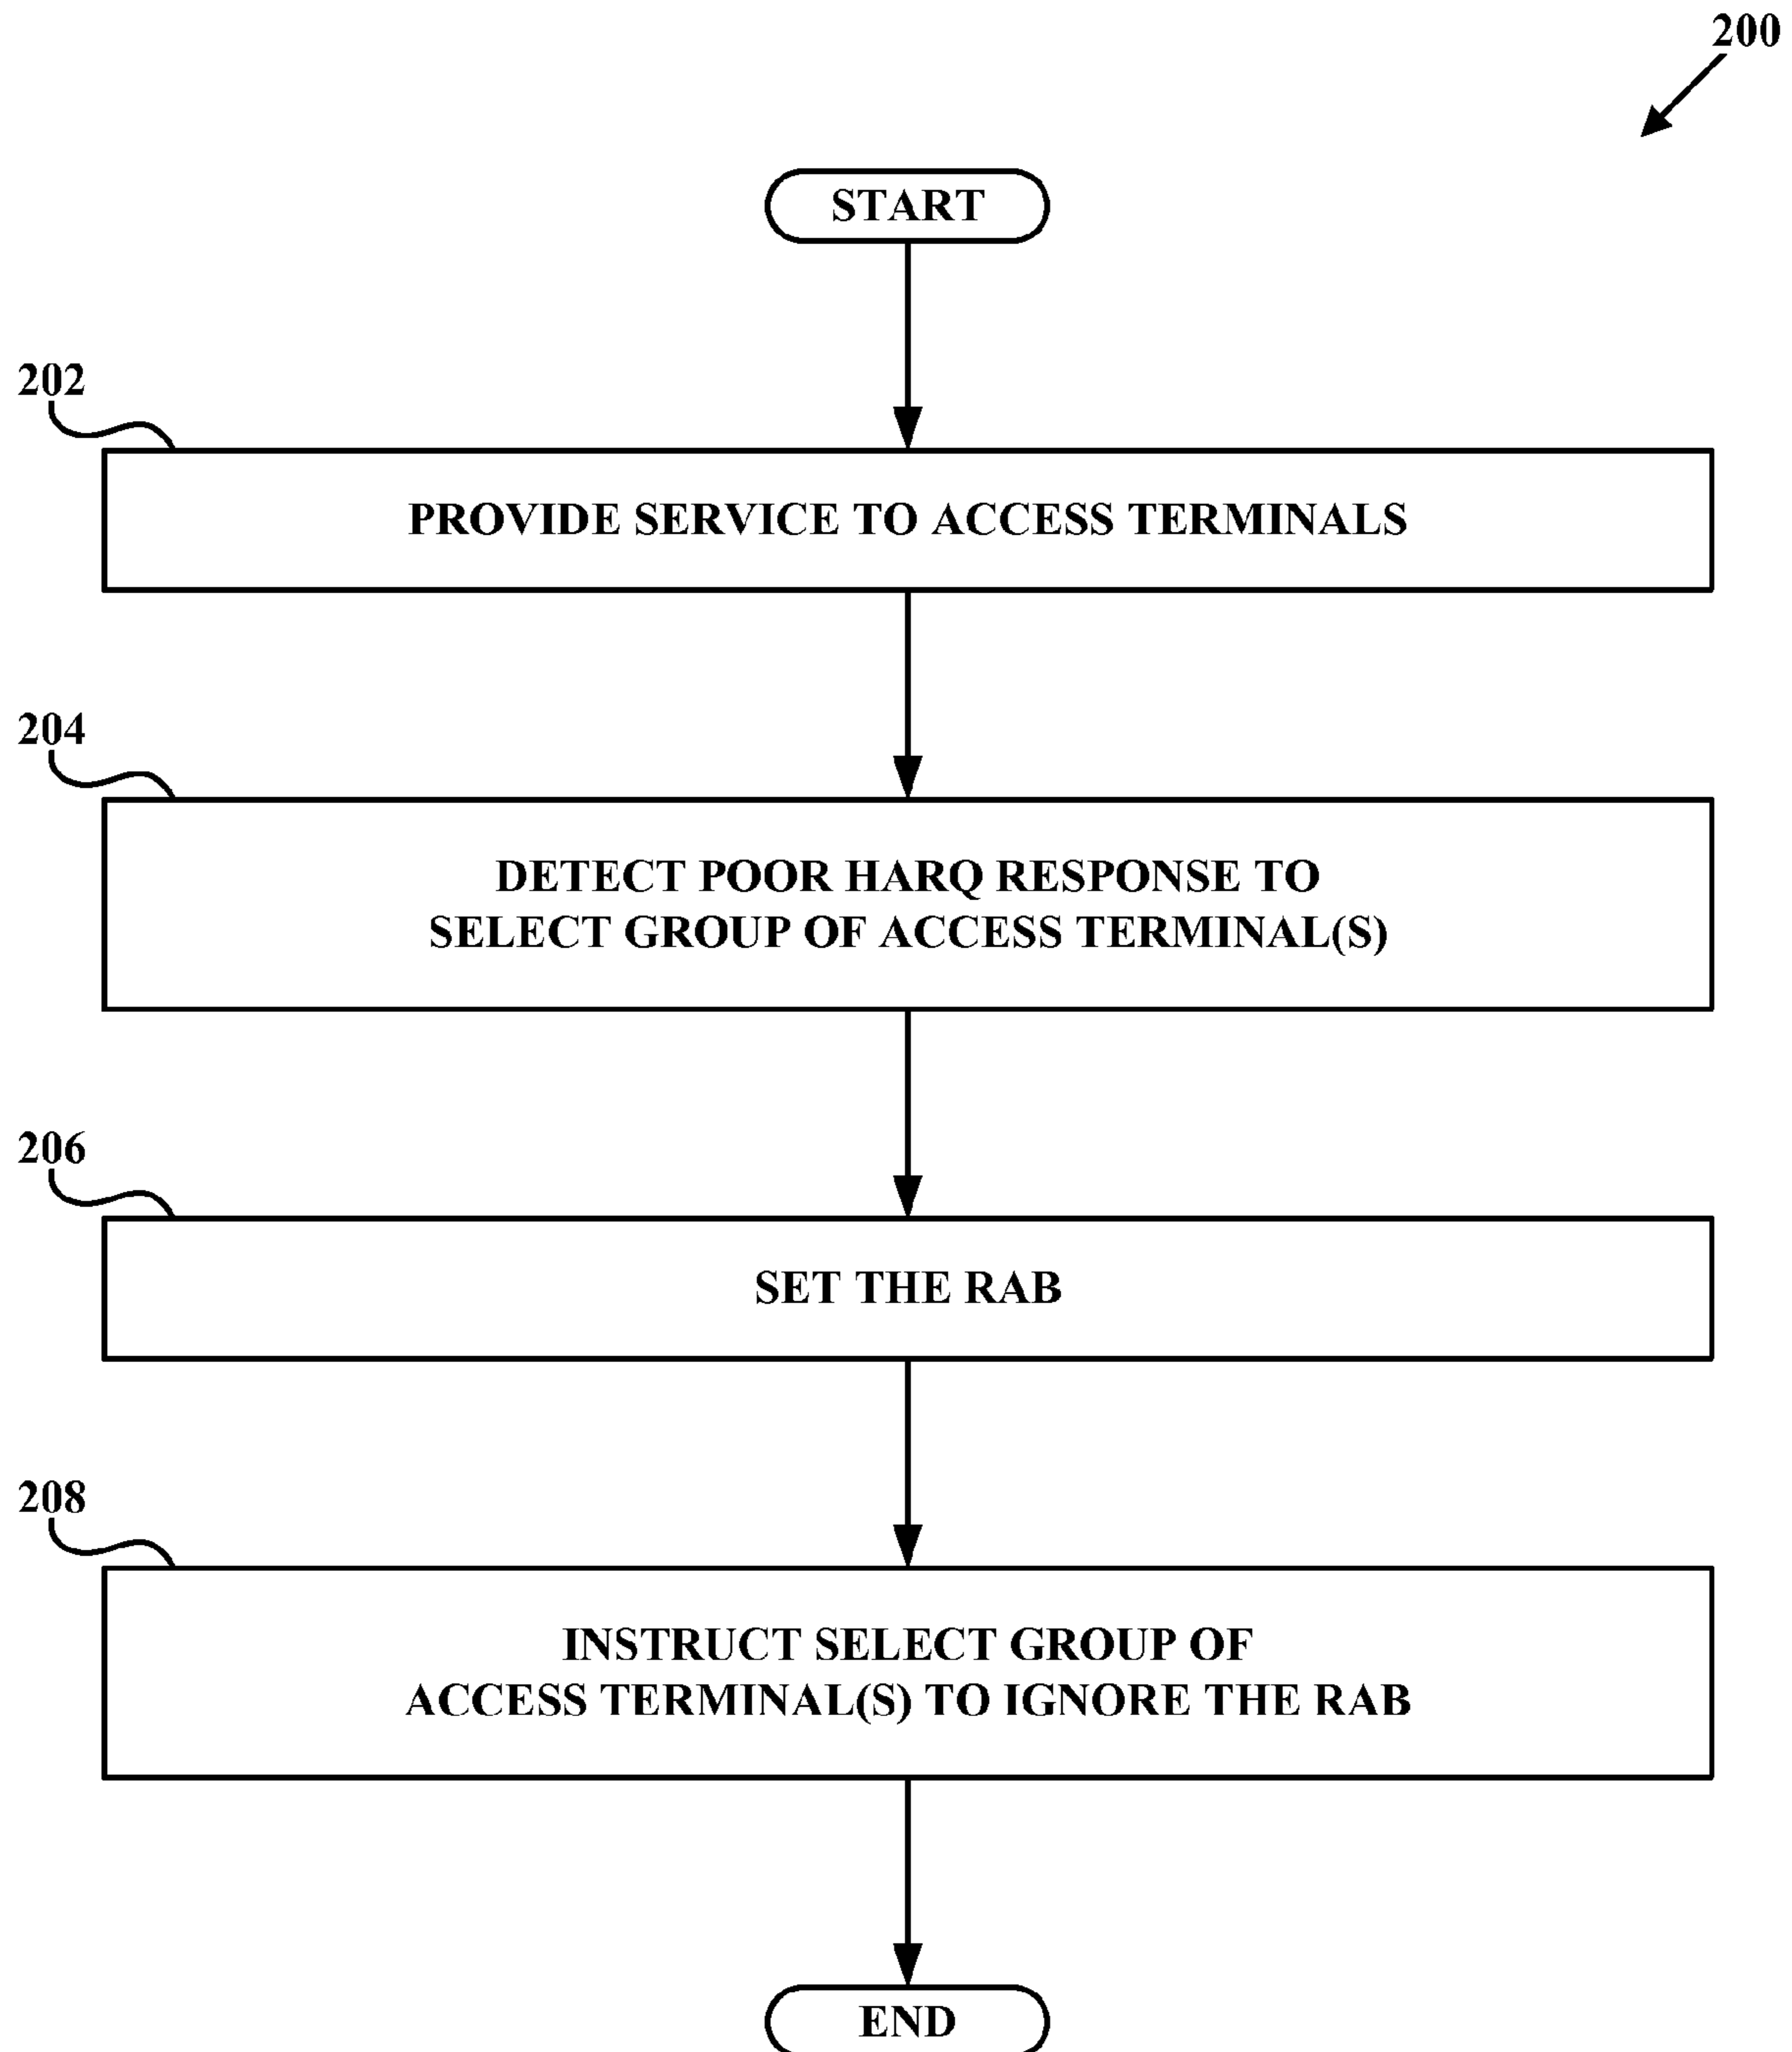 200
START
202
PROVIDE SERVICE TO ACCESS TERMINALS
204
DETECT POOR HARQ RESPONSE TO
SELECT GROUP OF ACCESS TERMINAL(S)
206
SET THE RAB
208
INSTRUCT SELECT GROUP OF
ACCESS TERMINAL(S) TO IGNORE THE RAB
END